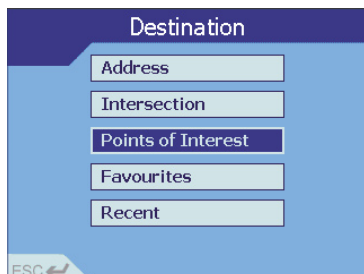 Destination
Address
Intersection
Points of Interest
Favourites
Recent
ESC